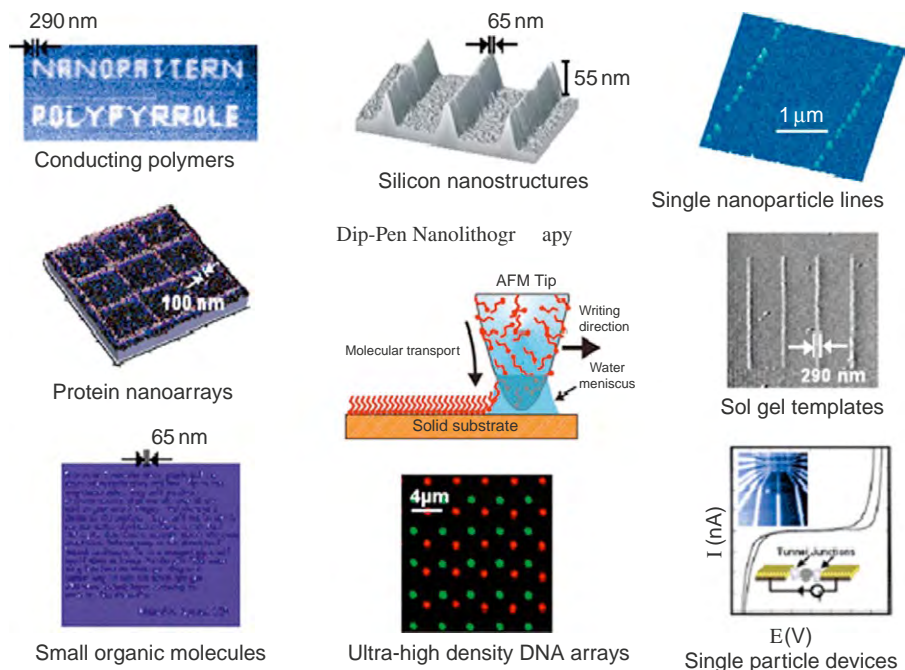 290 nm
NANOPATTERN
POLYPYRROLE
Conducting polymers
65 nm
55 nm
Silicon nanostructures
1 μm
Single nanoparticle lines
100 nm
Protein nanoarrays
Dip-Pen Nanolithogr apy
AFM Tip
Molecular transport
Writing direction
Water meniscus
Solid substrate
290 nm
Sol gel templates
65 nm
Small organic molecules
4μm
Ultra-high density DNA arrays
I (nA)
Tunnel Junctions
E(V)
Single particle devices